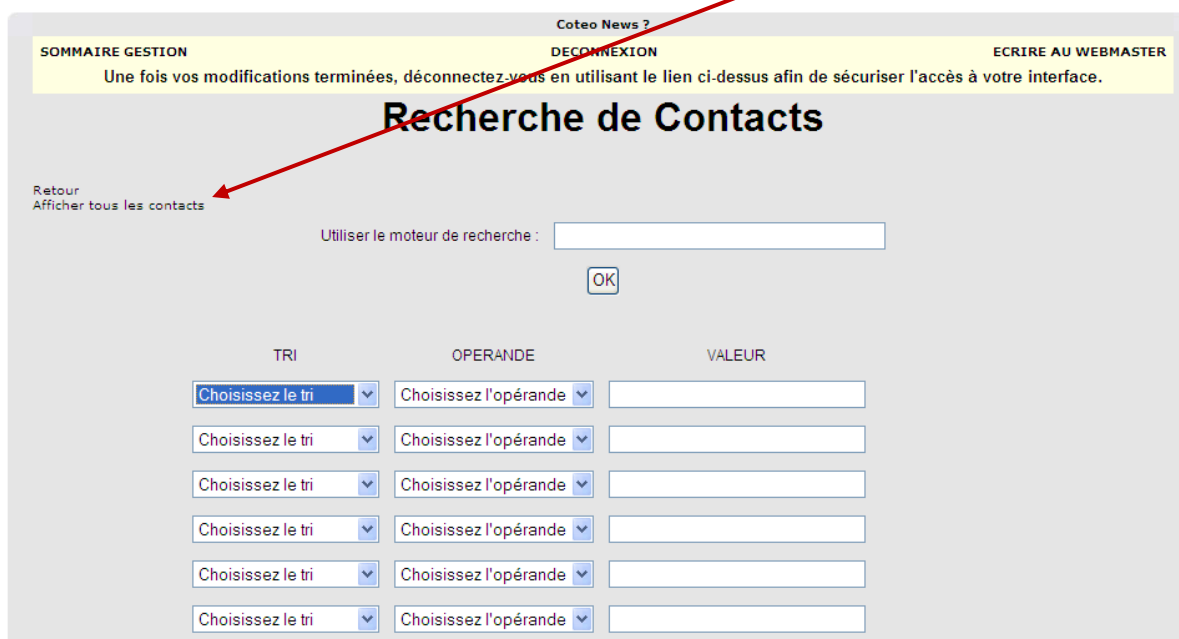 Coteo News ?
SOMMAIRE GESTION DECONNEXION ECRIRE AU WEBMASTER
Une fois vos modifications terminées, déconnectez-vous en utilisant le lien ci-dessus afin de sécuriser l'accès à votre interface.
Recherche de Contacts
Retour
Afficher tous les contacts
Utiliser le moteur de recherche :
OK
TRI OPERANDE VALEUR
Choisissez le tri Choisissez l'opérande
Choisissez le tri Choisissez l'opérande
Choisissez le tri Choisissez l'opérande
Choisissez le tri Choisissez l'opérande
Choisissez le tri Choisissez l'opérande
Choisissez le tri Choisissez l'opérande